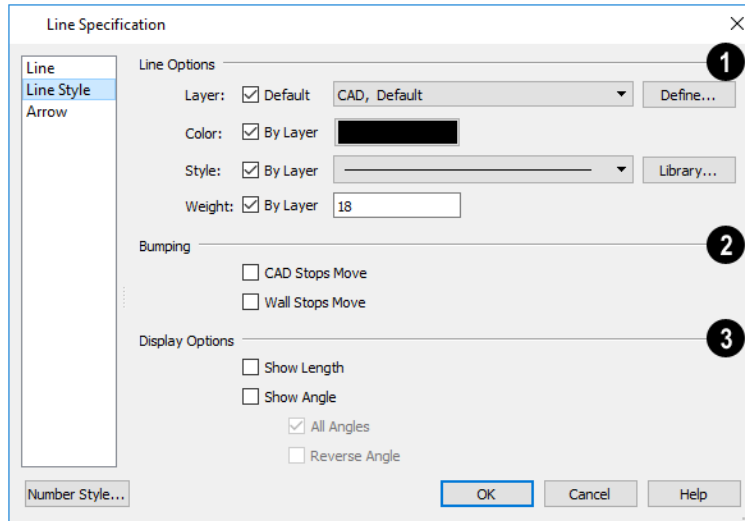 Line Specification
Line
Line Style
Arrow
Line Options
1
Layer: Default CAD, Default Define...
Color: By Layer
Style: By Layer Library...
Weight: By Layer 18
Bumping
2
CAD Stops Move
Wall Stops Move
Display Options
3
Show Length
Show Angle
All Angles
Reverse Angle
Number Style... OK Cancel Help